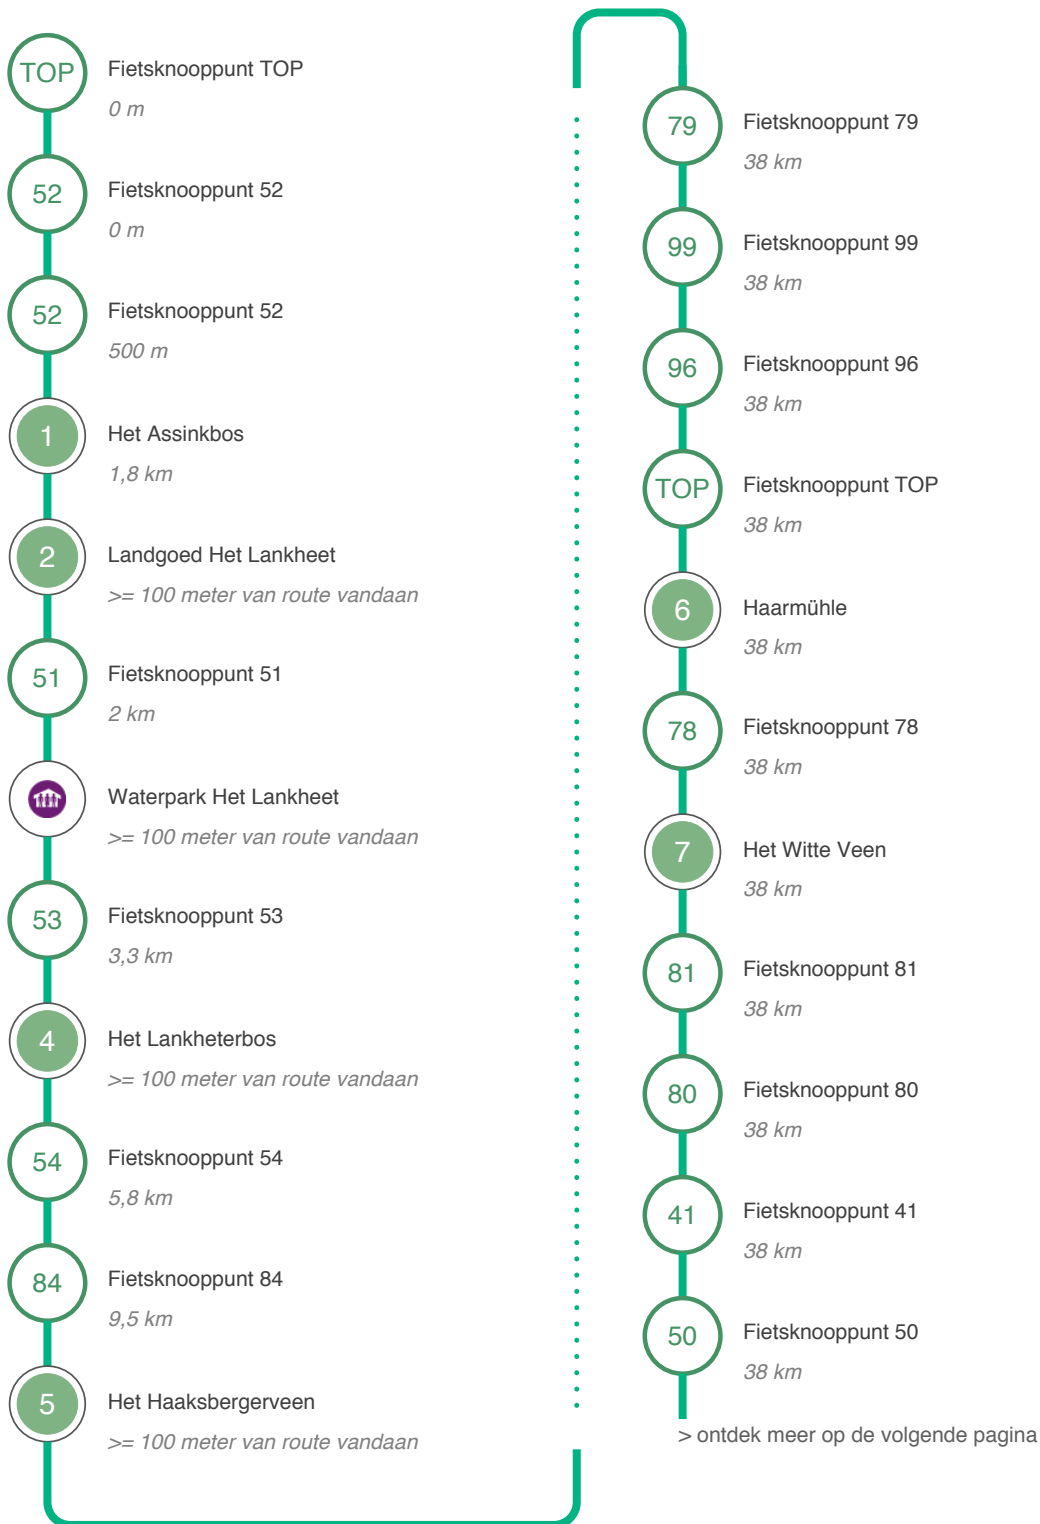 TOP
Fietsknooppunt TOP
0 m
52
Fietsknooppunt 52
0 m
52
Fietsknooppunt 52
500 m
1
Het Assinkbos
1,8 km
2
Landgoed Het Lankheet
>= 100 meter van route vandaan
51
Fietsknooppunt 51
2 km
Waterpark Het Lankheet
>= 100 meter van route vandaan
53
Fietsknooppunt 53
3,3 km
4
Het Lankheterbos
>= 100 meter van route vandaan
54
Fietsknooppunt 54
5,8 km
84
Fietsknooppunt 84
9,5 km
5
Het Haaksbergerveen
>= 100 meter van route vandaan
79
Fietsknooppunt 79
38 km
99
Fietsknooppunt 99
38 km
96
Fietsknooppunt 96
38 km
TOP
Fietsknooppunt TOP
38 km
6
Haarmühle
38 km
78
Fietsknooppunt 78
38 km
7
Het Witte Veen
38 km
81
Fietsknooppunt 81
38 km
80
Fietsknooppunt 80
38 km
41
Fietsknooppunt 41
38 km
50
Fietsknooppunt 50
38 km
> ontdek meer op de volgende pagina